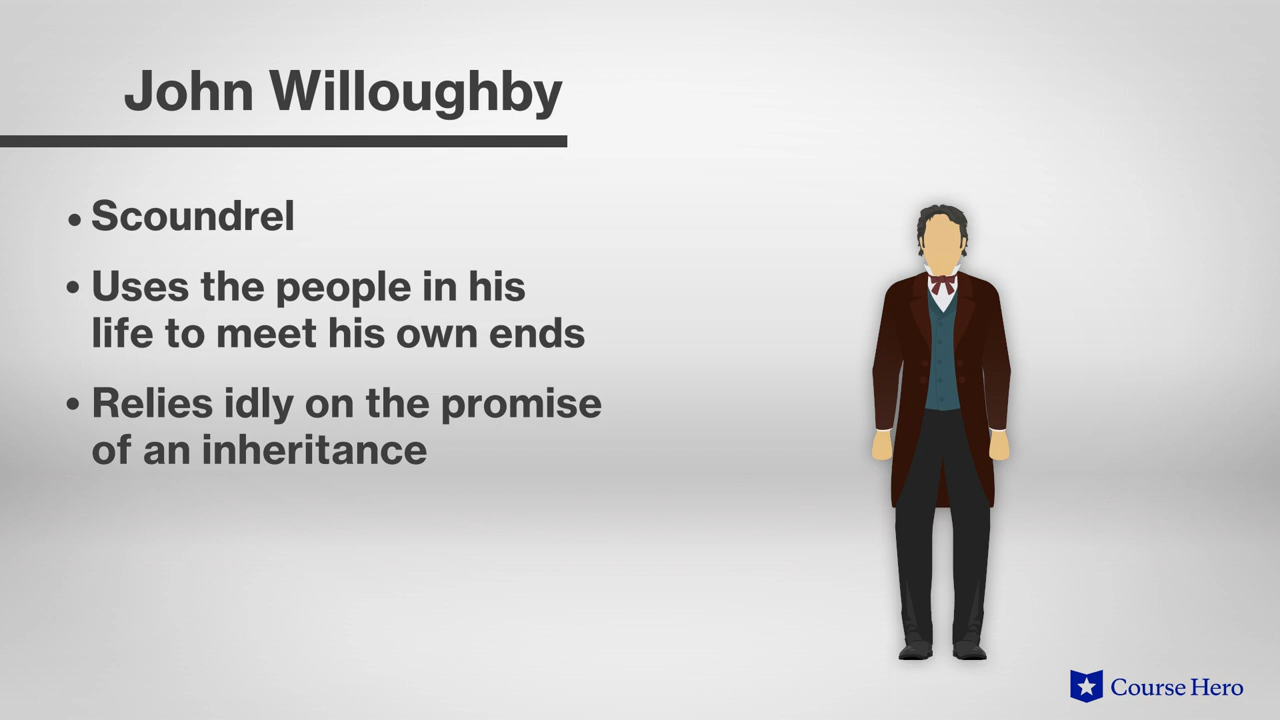 John Willoughby
• Scoundrel
• Uses the people in his
life to meet his own ends
• Relies idly on the promise
of an inheritance
Course Hero